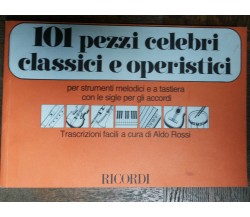 101 pezzi celebri
classici e operistici
per strumenti melodici e a tastiera
con le sigle per gli accordi
Trascrizioni facili a cura di Aldo Rossi
RICORDI